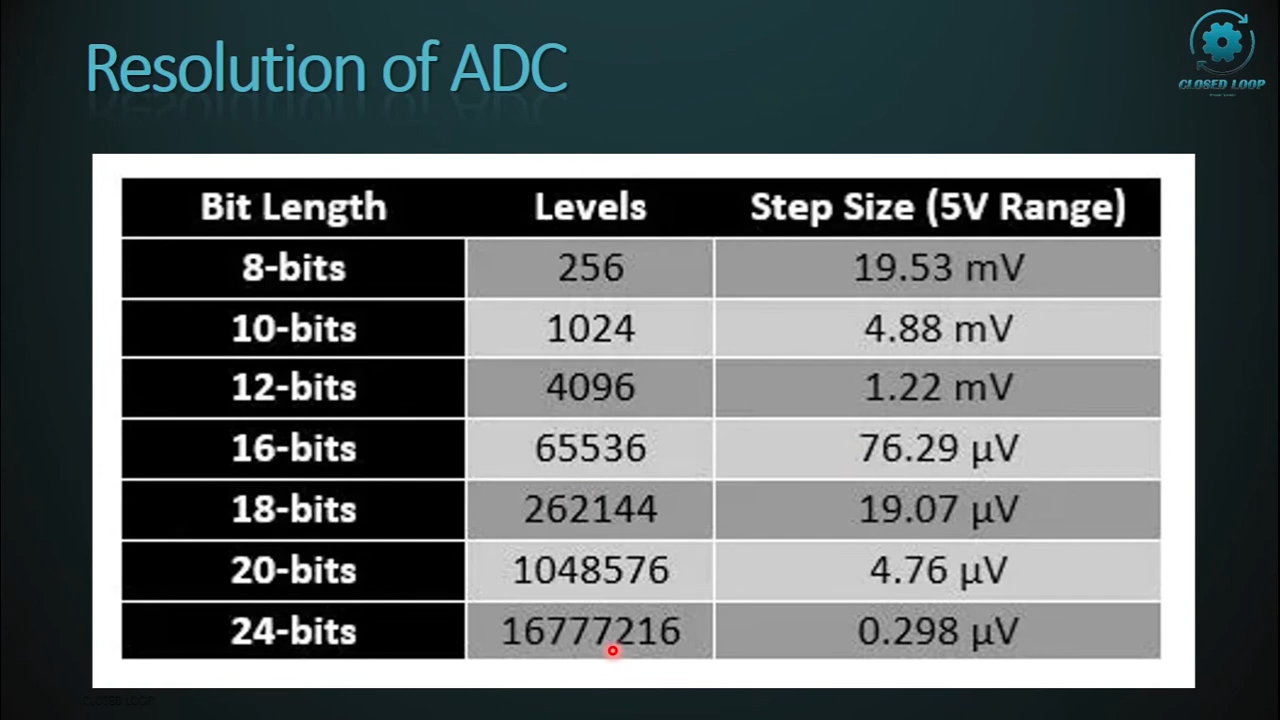 Resolution of ADC
CLOSED LOOP
Bit Length Levels Step Size (5V Range)
8-bits 256 19.53 mV
10-bits 1024 4.88 mV
12-bits 4096 1.22 mV
16-bits 65536 76.29 µV
18-bits 262144 19.07 µV
20-bits 1048576 4.76 µV
24-bits 16777216 0.298 µV
CLOSED LOOP